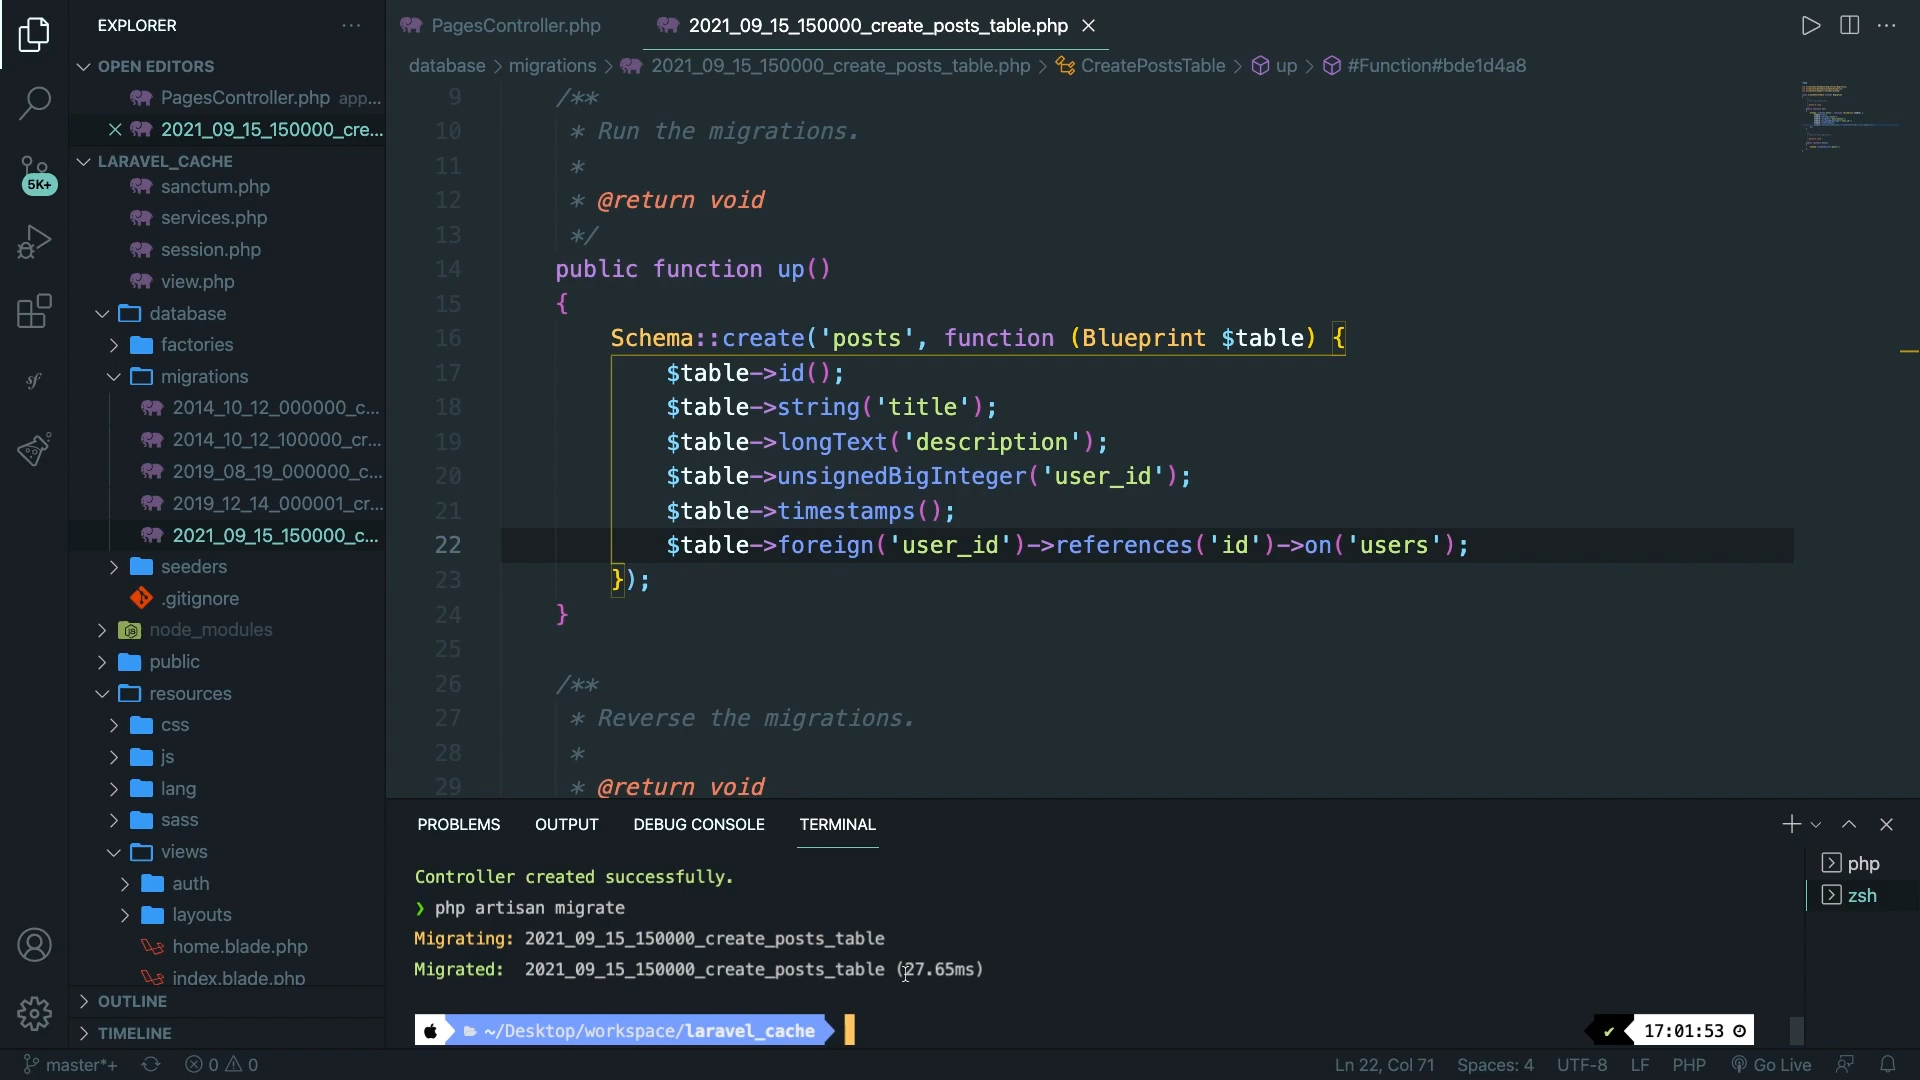 EXPLORER
OPEN EDITORS
PagesController.php app...
2021_09_15_150000_cre...
LARAVEL_CACHE
5K+
sanctum.php
services.php
session.php
view.php
database
factories
migrations
2014_10_12_000000_c...
2014_10_12_100000_cr...
2019_08_19_000000_c...
2019_12_14_000001_cr...
2021_09_15_150000_c...
seeders
.gitignore
node_modules
public
resources
css
js
lang
sass
views
auth
layouts
home.blade.php
index.blade.php
OUTLINE
TIMELINE
PagesController.php
2021_09_15_150000_create_posts_table.php
database > migrations > 2021_09_15_150000_create_posts_table.php > CreatePostsTable > up > #Function#bde1d4a8
9 /**
10 * Run the migrations.
11 *
12 * @return void
13 */
14 public function up()
15 {
16 Schema::create('posts', function (Blueprint $table) {
17 $table->id();
18 $table->string('title');
19 $table->longText('description');
20 $table->unsignedBigInteger('user_id');
21 $table->timestamps();
22 $table->foreign('user_id')->references('id')->on('users');
23 });
24 }
25
26 /**
27 * Reverse the migrations.
28 *
29 * @return void
PROBLEMS OUTPUT DEBUG CONSOLE TERMINAL
Controller created successfully.
❯ php artisan migrate
Migrating: 2021_09_15_150000_create_posts_table
Migrated: 2021_09_15_150000_create_posts_table (27.65ms)
~/Desktop/workspace/laravel_cache
17:01:53
php
zsh
master*+ 0 0
Ln 22, Col 71 Spaces: 4 UTF-8 LF PHP Go Live